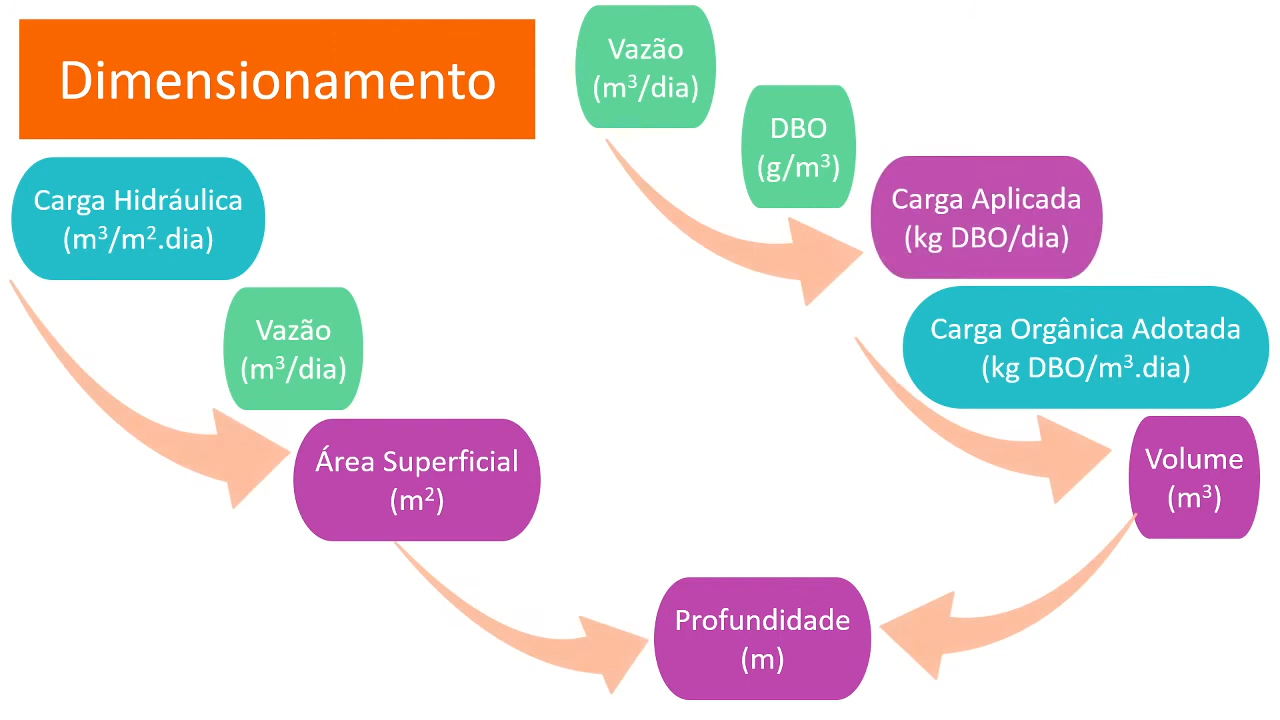 Dimensionamento
Carga Hidráulica
(m³/m².dia)
Vazão
(m³/dia)
Área Superficial
(m²)
Vazão
(m³/dia)
DBO
(g/m³)
Carga Aplicada
(kg DBO/dia)
Carga Orgânica Adotada
(kg DBO/m³.dia)
Volume
(m³)
Profundidade
(m)